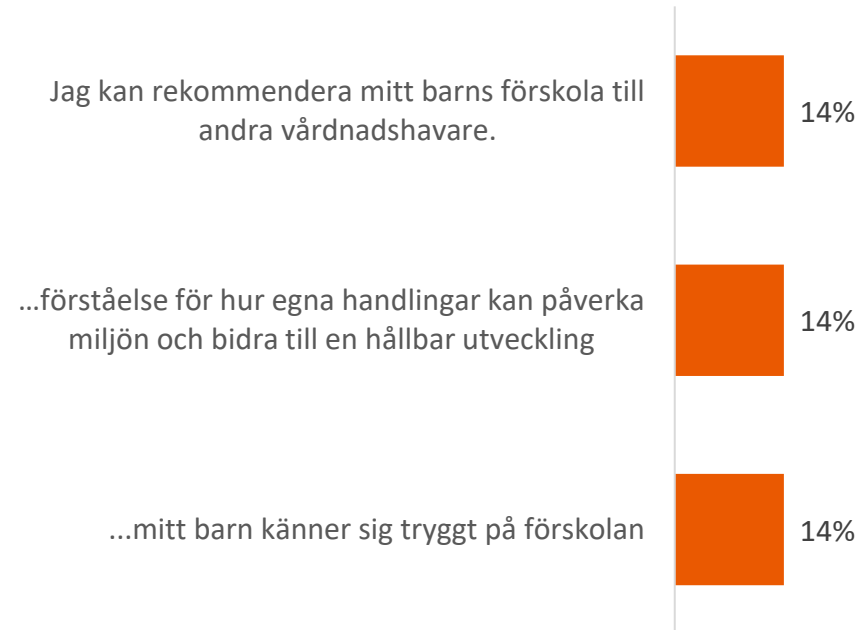 Jag kan rekommendera mitt barns förskola till
andra vårdnadshavare.
14%
...förståelse för hur egna handlingar kan påverka
miljön och bidra till en hållbar utveckling
14%
...mitt barn känner sig tryggt på förskolan
14%